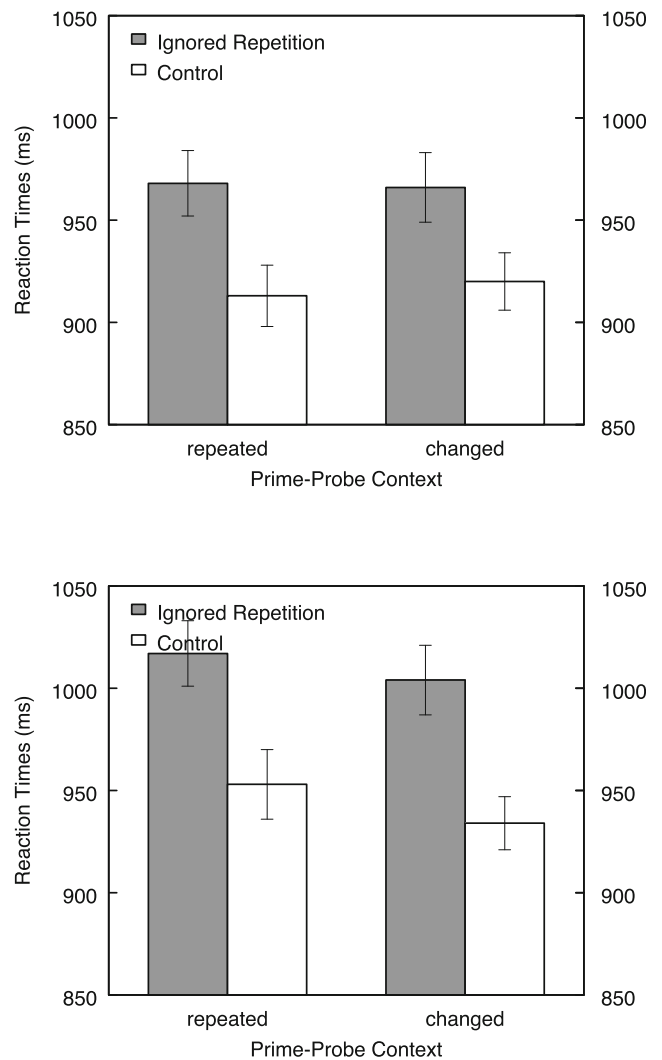 1050 1050
Ignored Repetition
Control
1000 1000
Reaction Times (ms)
950 950
900 900
850 850
repeated changed
Prime-Probe Context
1050 1050
Ignored Repetition
Control
1000 1000
Reaction Times (ms)
950 950
900 900
850 850
repeated changed
Prime-Probe Context